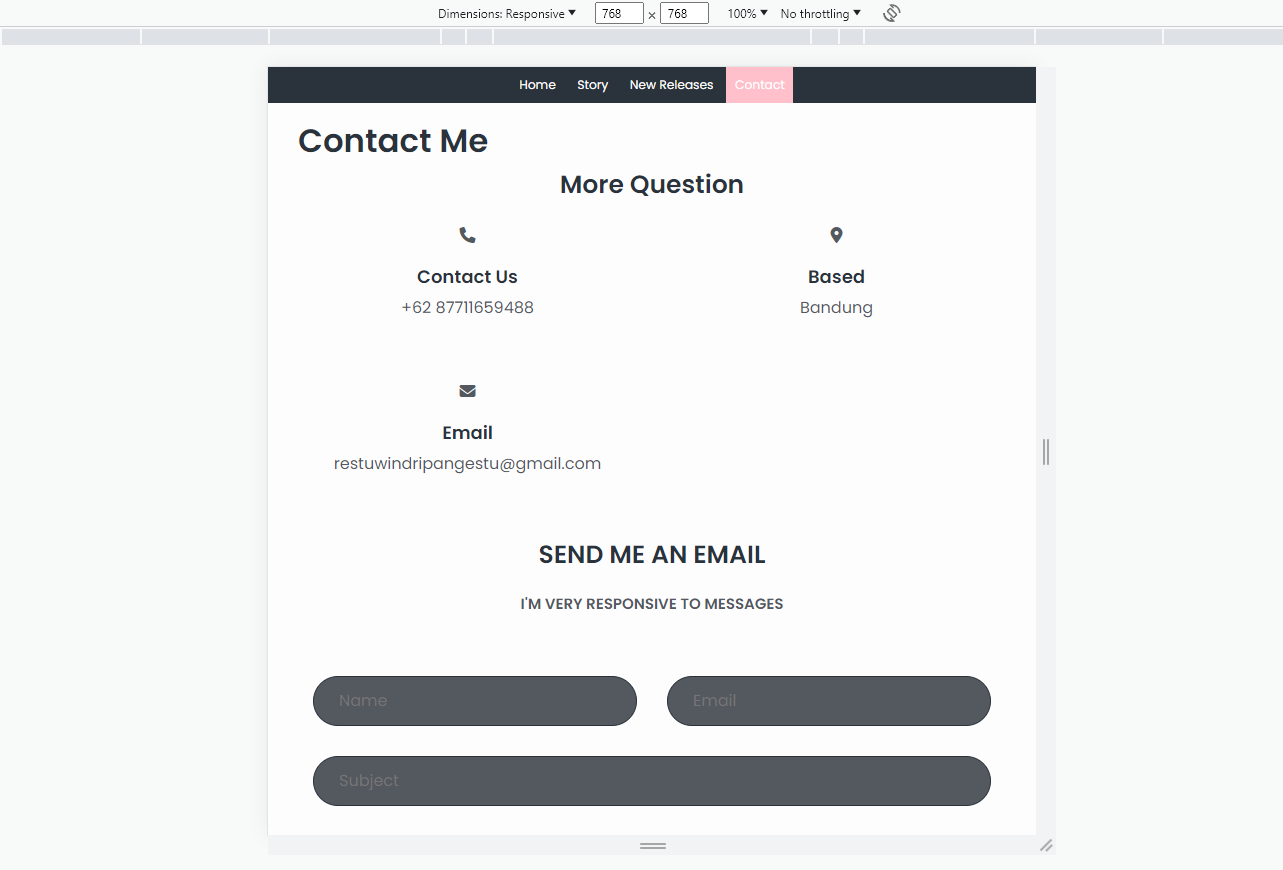 Dimensions: Responsive ▼ 768 × 768 100% ▼ No throttling ▼
Home Story New Releases Contact
Contact Me
More Question
Contact Us
+62 87711659488
Based
Bandung
Email
restuwindripangestu@gmail.com
SEND ME AN EMAIL
I'M VERY RESPONSIVE TO MESSAGES
Name Email
Subject